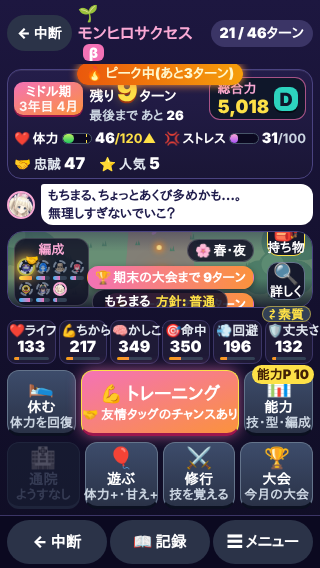 ← 中断
🌱
モンヒロサクセス
β
21 / 46ターン
🔥 ピーク中(あと3ターン)
ミドル期
3年目 4月
残り 9 ターン
最後まで あと 26
総合力
5,018
D
❤️ 体力 46/120▲
💢 ストレス 31/100
🤝 忠誠 47
⭐ 人気 5
もちまる、ちょっとあくび多めかも…。
無理しすぎないでいこ?
編成
🌸 春・夜
持ち物
🏆 期末の大会まで 9ターン
詳しく
もちまる 方針: 普通
ーン
素質
❤️ライフ
133
💪ちから
217
🧠かしこ
349
🎯命中
350
💨回避
196
🛡️丈夫さ
132
休む
体力を回復
💪 トレーニング
🤝 友情タッグのチャンスあり
能力P 10
能力
技・型・編成
通院
ようすなし
遊ぶ
体力+・甘え+
修行
技を覚える
大会
今月の大会
← 中断
📖 記録
☰ メニュー